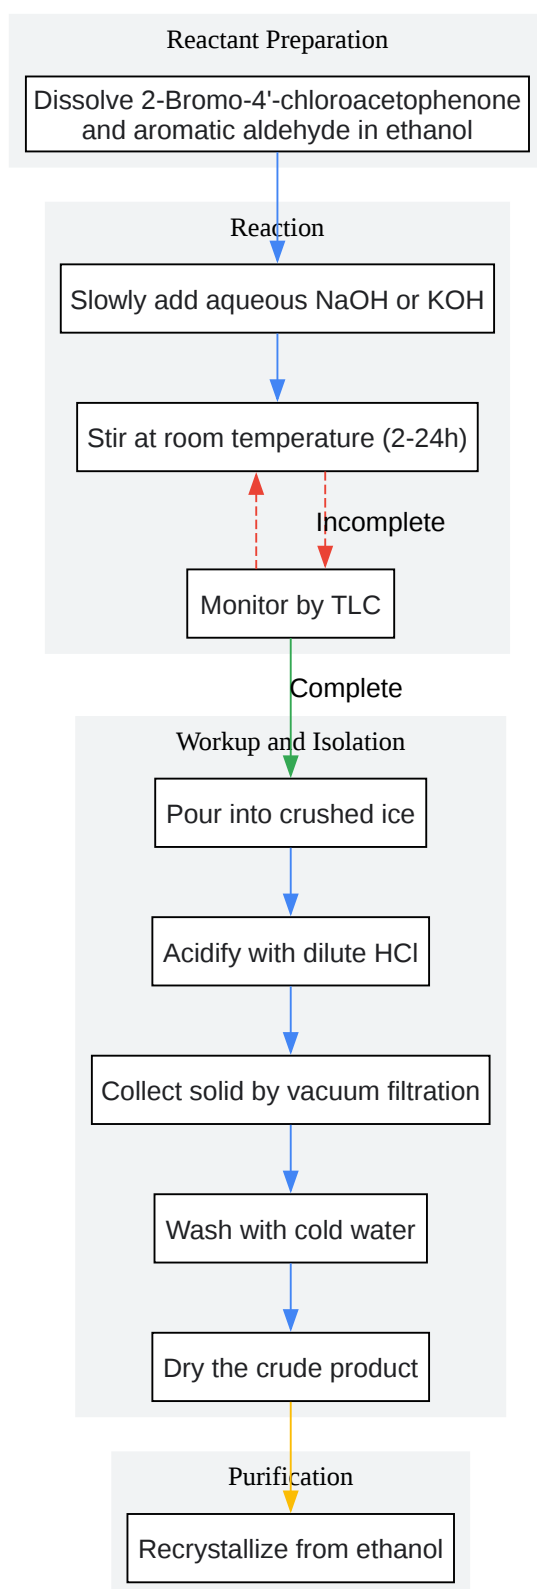 Reactant Preparation
Dissolve 2-Bromo-4'-chloroacetophenone
and aromatic aldehyde in ethanol
Reaction
Slowly add aqueous NaOH or KOH
Stir at room temperature (2-24h)
Incomplete
Monitor by TLC
Complete
Workup and Isolation
Pour into crushed ice
Acidify with dilute HCl
Collect solid by vacuum filtration
Wash with cold water
Dry the crude product
Purification
Recrystallize from ethanol